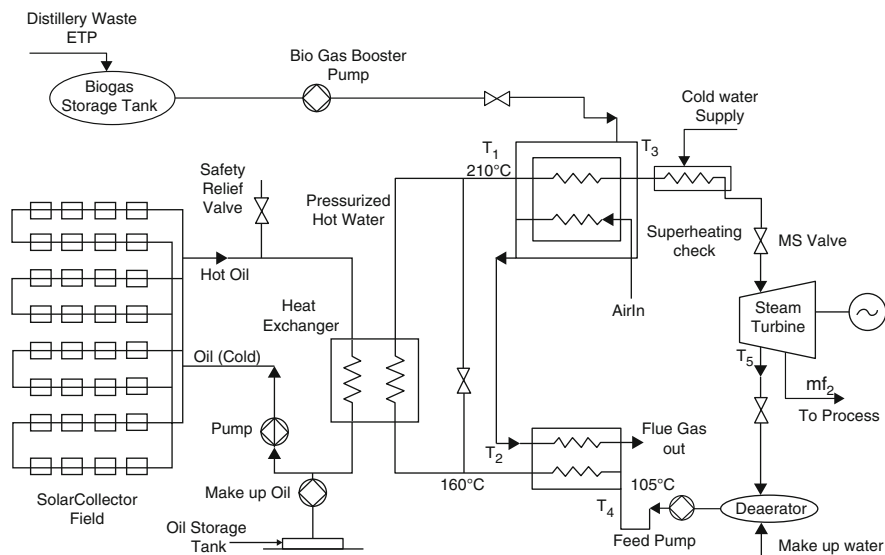 Distillery Waste
ETP
Biogas
Storage Tank
Bio Gas Booster
Pump
Cold water
Supply
T1
T3
210°C
Safety
Relief
Valve
Pressurized
Hot Water
Superheating
check
MS Valve
Hot Oil
AirIn
Heat
Exchanger
Steam
Turbine
Oil (Cold)
T5
mf2
To Process
Pump
Flue Gas
out
T2
160°C
105°C
T4
Make up Oil
SolarCollector
Field
Deaerator
Oil Storage
Tank
Feed Pump
Make up water